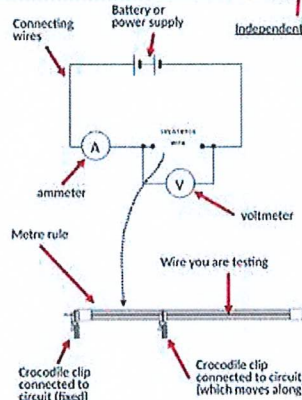 Battery or
power supply
Connecting
wires
Independent
A
V
ammeter
voltmeter
Metre rule
Wire you are testing
Crocodile clip
connected to
circuit (fixed)
Crocodile clip
connected to circuit
(which moves along